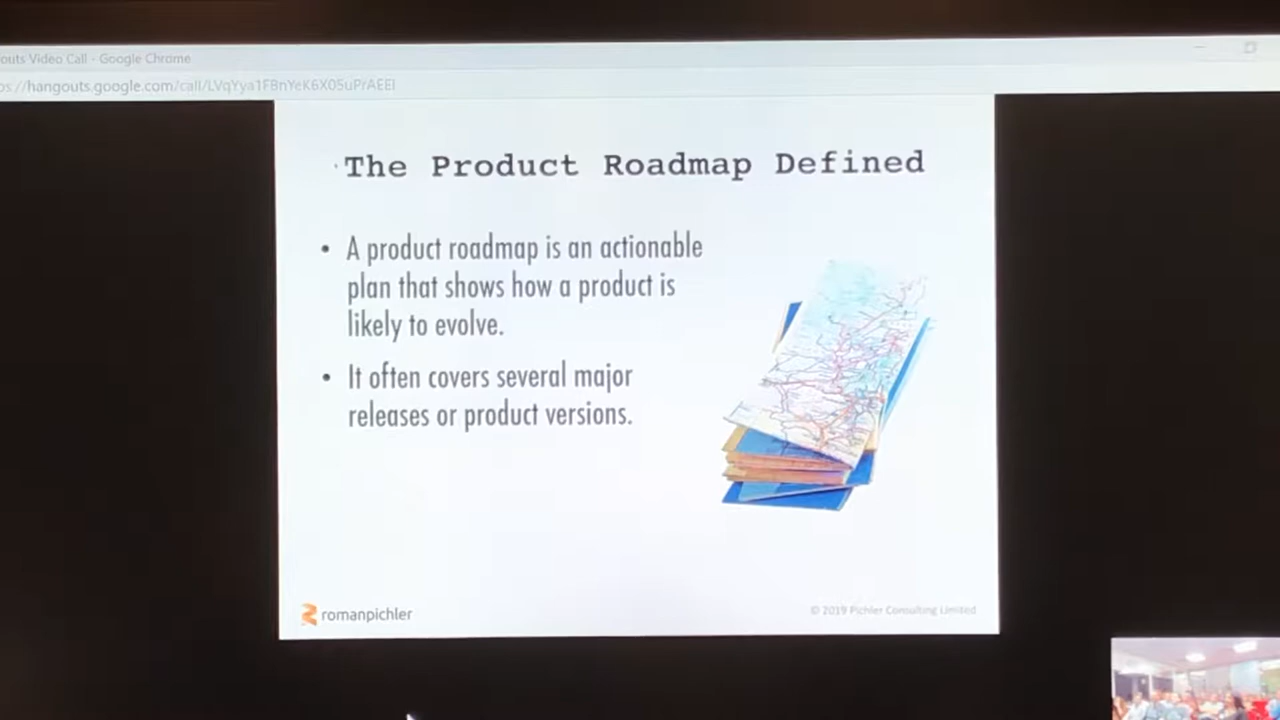 outs Video Call - Google Chrome
ps://hangouts.google.com/call/
The Product Roadmap Defined
• A product roadmap is an actionable
plan that shows how a product is
likely to evolve.
• It often covers several major
releases or product versions.
romanpichler
© 2019 Pichler Consulting Limited